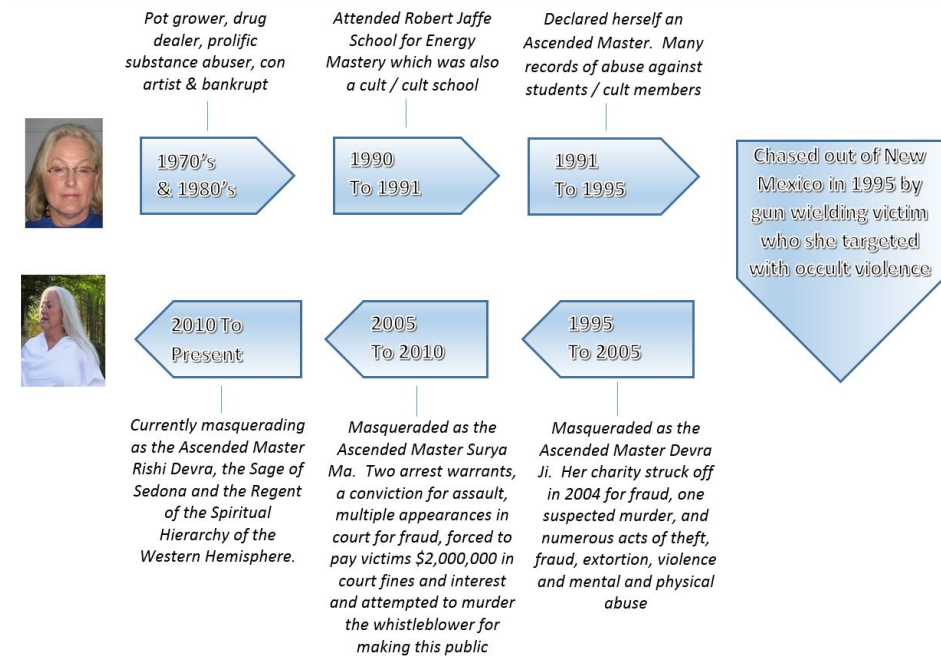 Pot grower, drug
dealer, prolific
substance abuser, con
artist & bankrupt
Attended Robert Jaffe
School for Energy
Mastery which was also
a cult / cult school
Declared herself an
Ascended Master.  Many
records of abuse against
students / cult members
1970's
& 1980's
1990
To 1991
1991
To 1995
Chased out of New
Mexico in 1995 by
gun wielding victim
who she targeted
with occult violence
2010 To
Present
2005
To 2010
1995
To 2005
Currently masquerading
as the Ascended Master
Rishi Devra, the Sage of
Sedona and the Regent
of the Spiritual
Hierarchy of the
Western Hemisphere.
Masqueraded as the
Ascended Master Surya
Ma.  Two arrest warrants,
a conviction for assault,
multiple appearances in
court for fraud, forced to
pay victims $2,000,000 in
court fines and interest
and attempted to murder
the whistleblower for
making this public
Masqueraded as the
Ascended Master Devra
Ji.  Her charity struck off
in 2004 for fraud, one
suspected murder, and
numerous acts of theft,
fraud, extortion, violence
and mental and physical
abuse